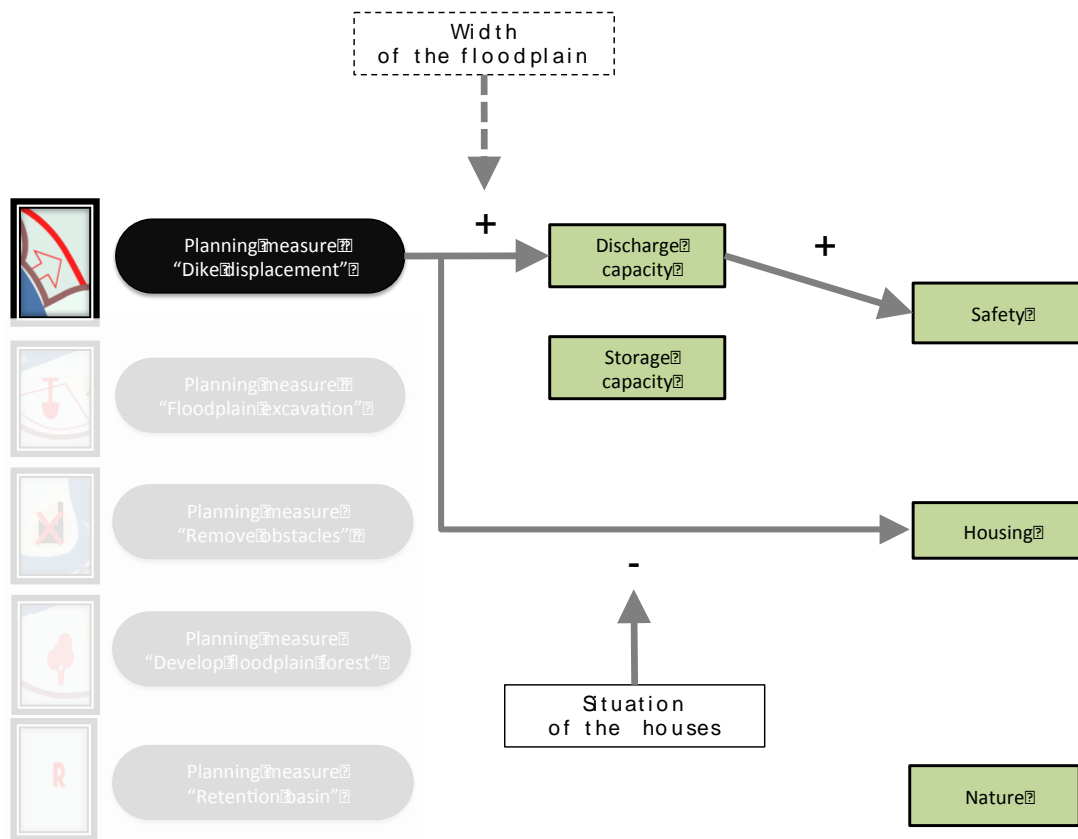 Width
of the floodplain
+
Planning measure
"Dike displacement"
Discharge
capacity
+
Safety
Storage
capacity
Planning measure
"Floodplain excavation"
Planning measure
"Remove obstacles"
Housing
-
Planning measure
"Develop floodplain forest"
Situation
of the houses
R
Planning measure
"Retention basin"
Nature